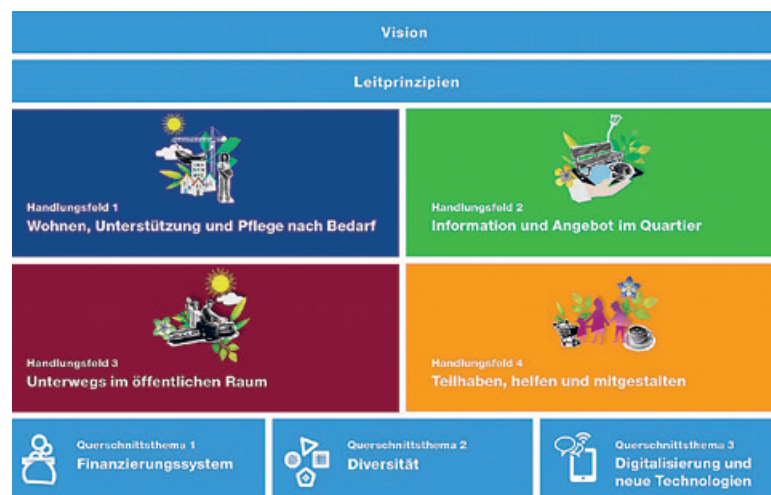 Vision
Leitprinzipien
Handlungsfeld 1
Wohnen, Unterstützung und Pflege nach Bedarf
Handlungsfeld 2
Information und Angebot im Quartier
Handlungsfeld 3
Unterwegs im öffentlichen Raum
Handlungsfeld 4
Teilhaben, helfen und mitgestalten
Querschnittsthema 1
Finanzierungssystem
Querschnittsthema 2
Diversität
Querschnittsthema 3
Digitalisierung und
neue Technologien